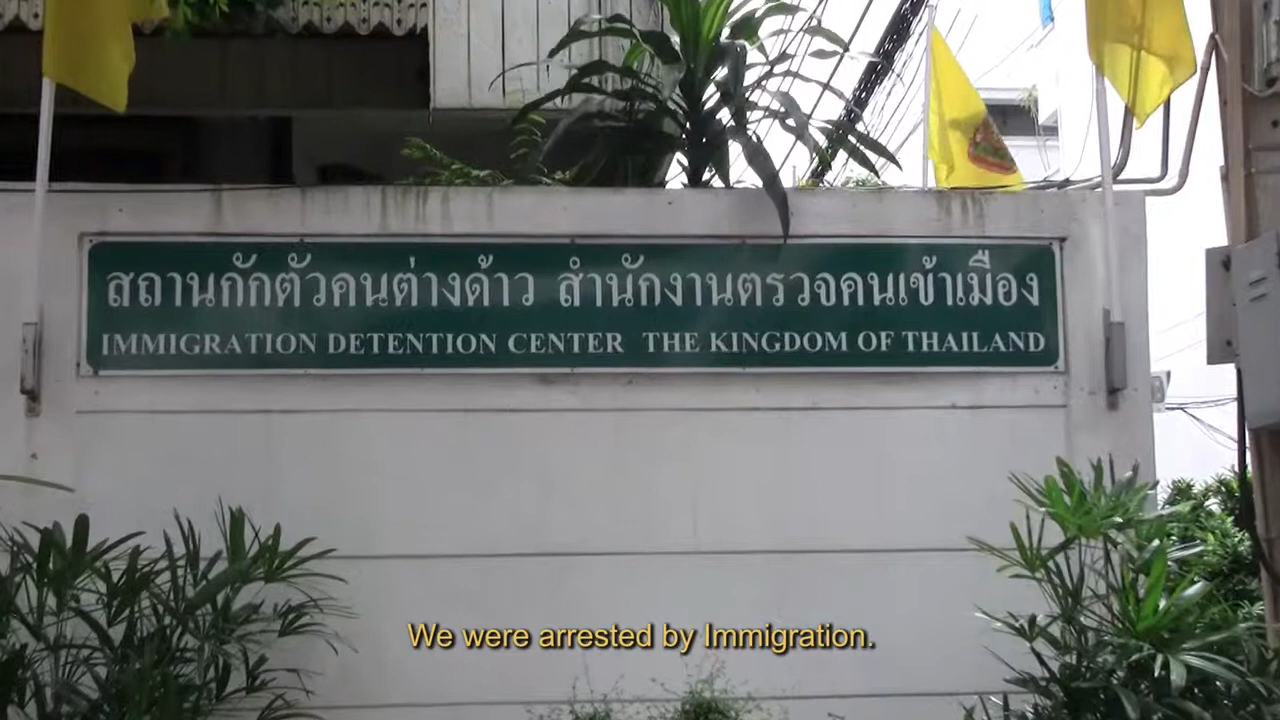 สถานกักตัวคนต่างด้าว สำนักงานตรวจคนเข้าเมือง
IMMIGRATION DETENTION CENTER THE KINGDOM OF THAILAND
We were arrested by Immigration.